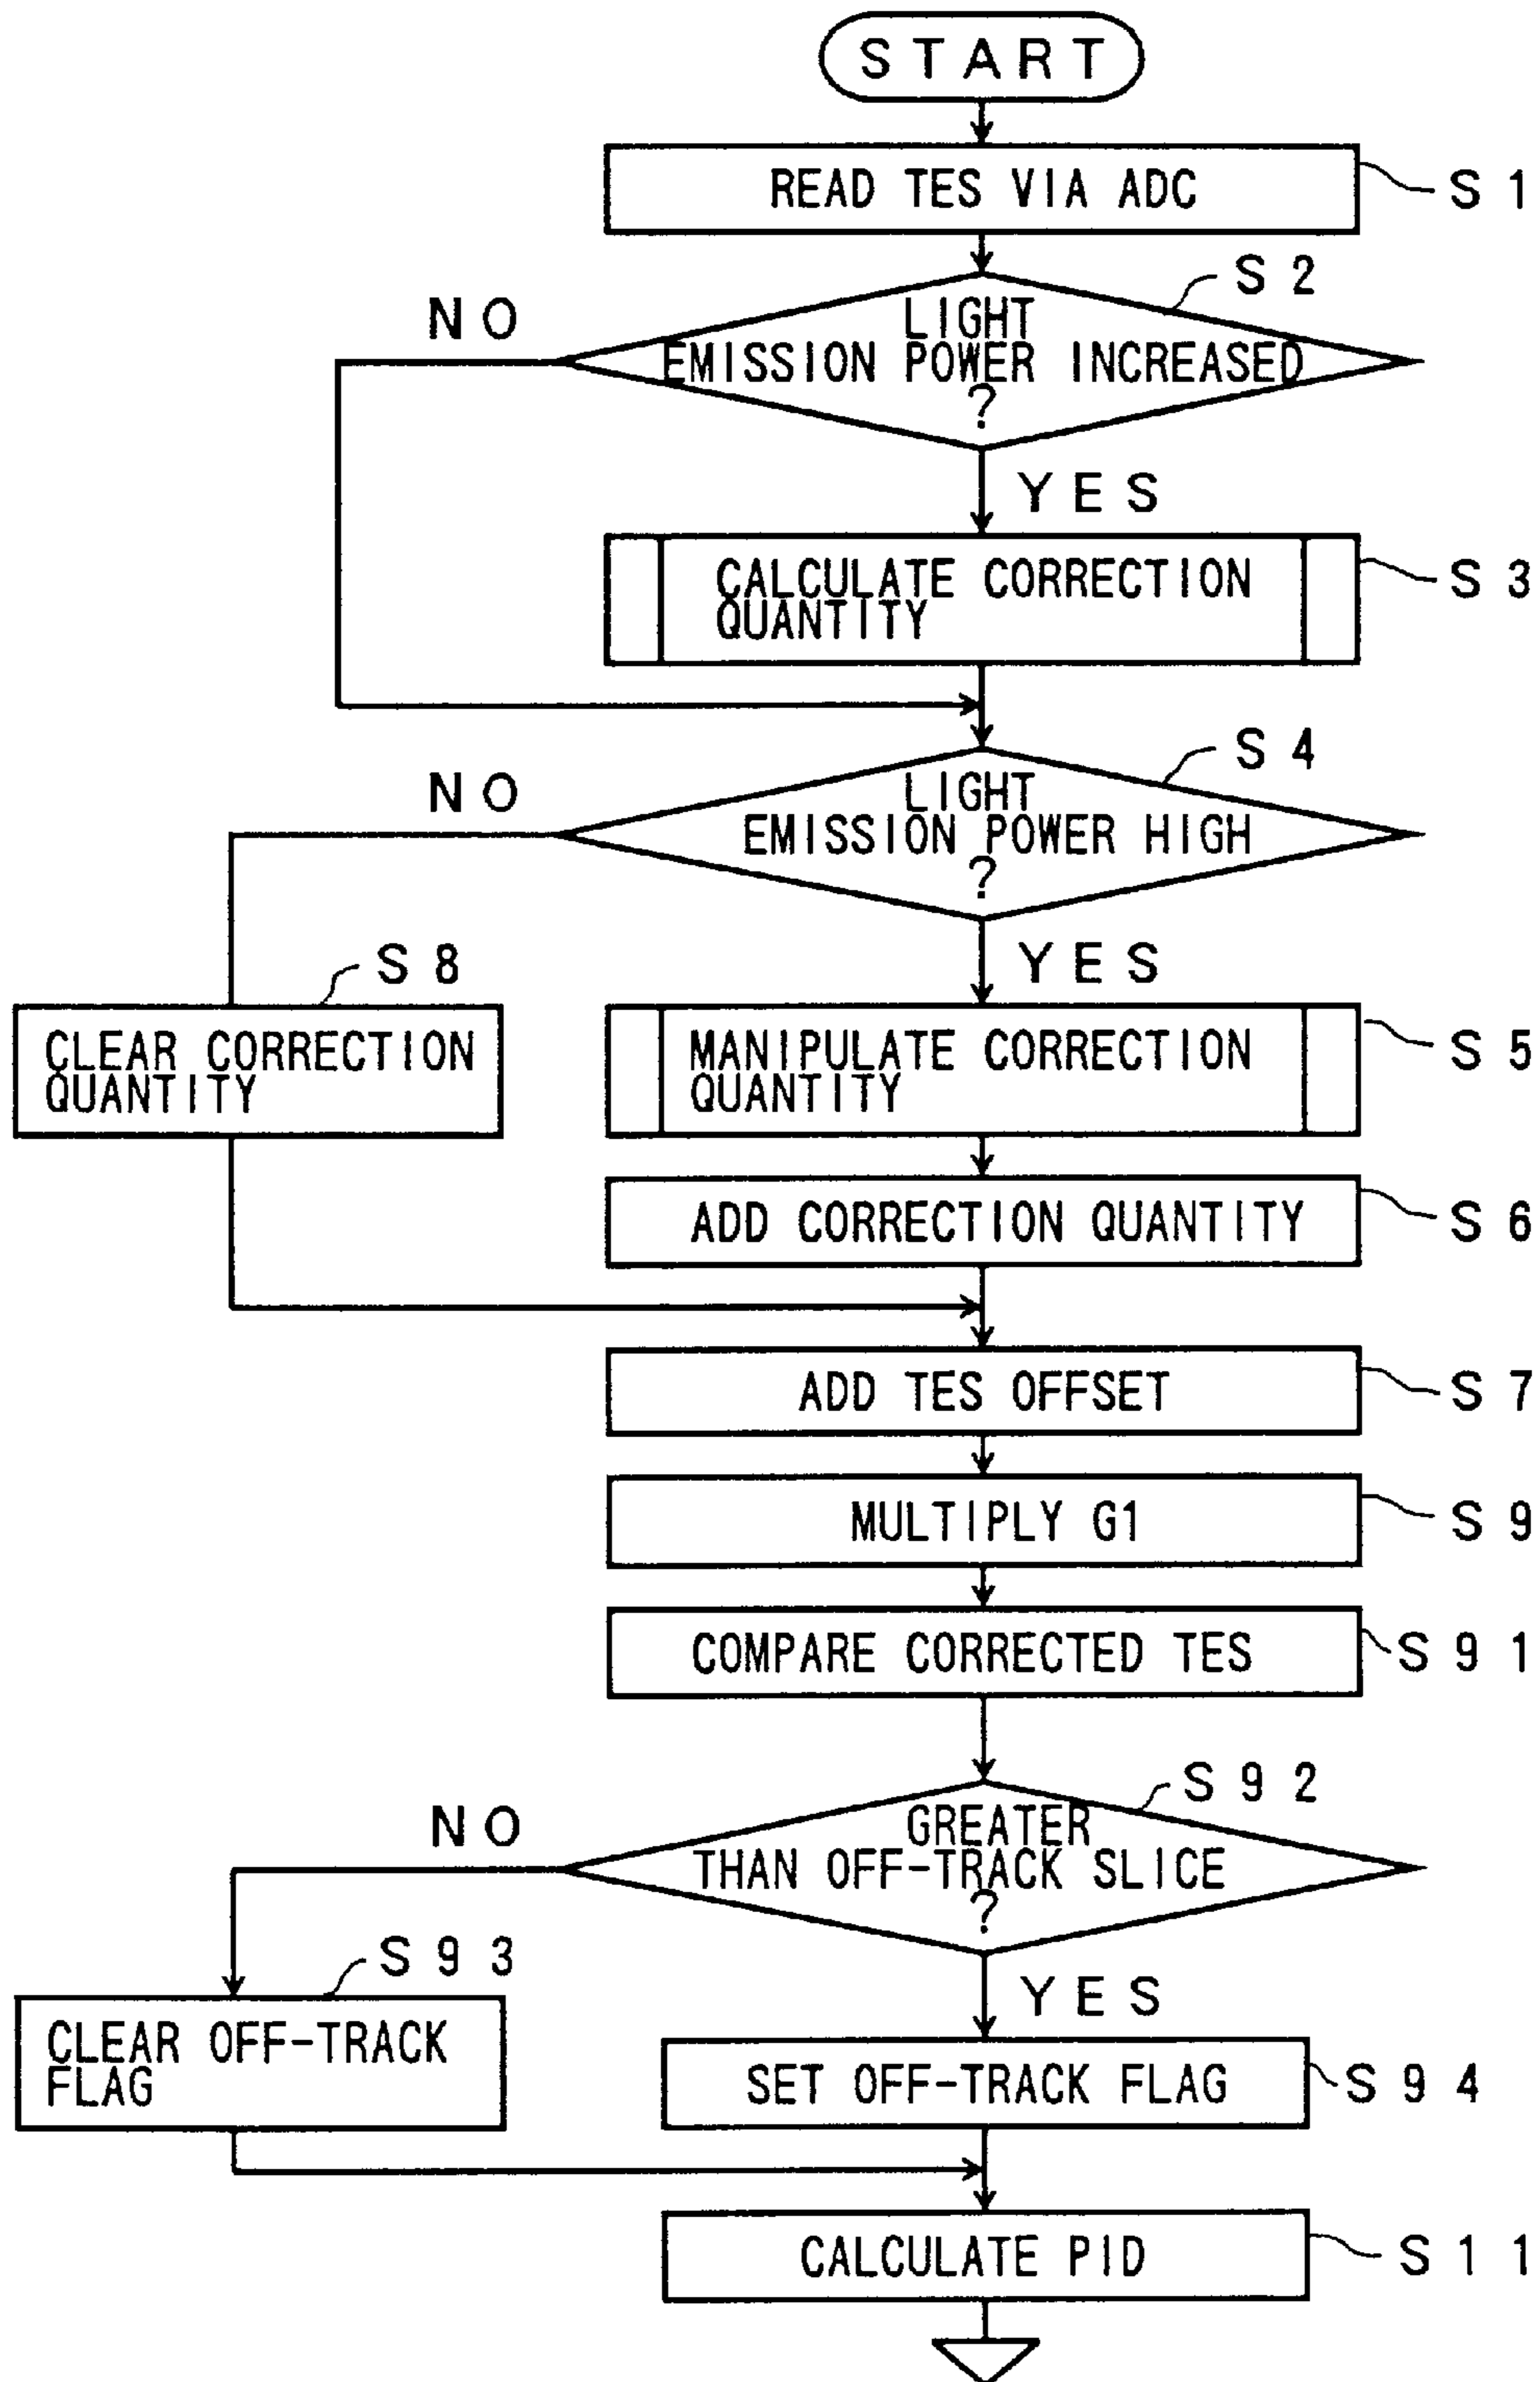 START
READ TES VIA ADC
S1
S2
NO
LIGHT
EMISSION POWER INCREASED
?
YES
CALCULATE CORRECTION
QUANTITY
S3
S4
NO
LIGHT
EMISSION POWER HIGH
?
YES
S8
CLEAR CORRECTION
QUANTITY
MANIPULATE CORRECTION
QUANTITY
S5
ADD CORRECTION QUANTITY
S6
ADD TES OFFSET
S7
MULTIPLY G1
S9
COMPARE CORRECTED TES
S91
S92
NO
GREATER
THAN OFF-TRACK SLICE
?
YES
S93
CLEAR OFF-TRACK
FLAG
SET OFF-TRACK FLAG
S94
CALCULATE PID
S11